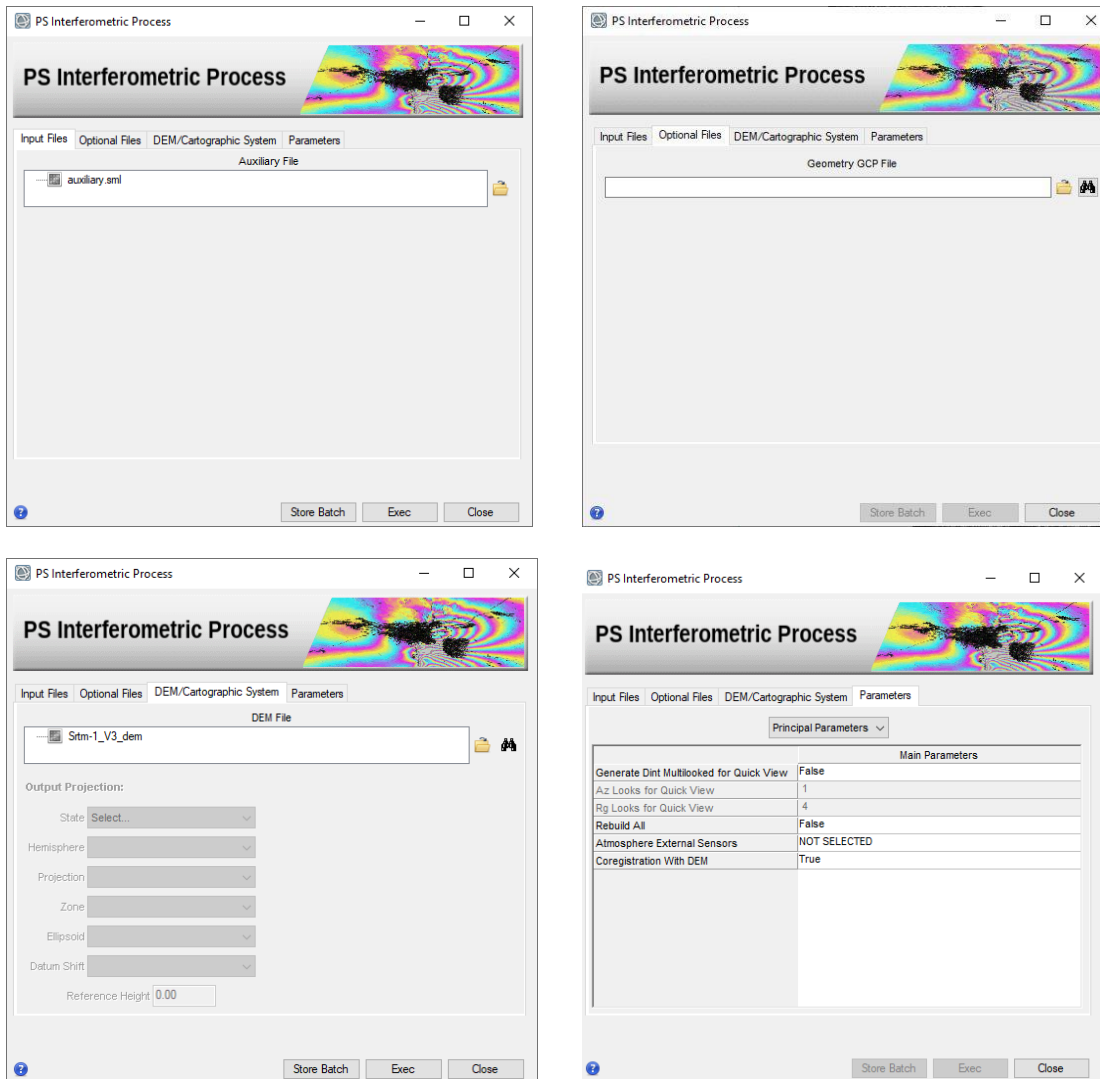 PS Interferometric Process
PS Interferometric Process
Input Files Optional Files DEM/Cartographic System Parameters
Auxiliary File
auxiliary.sml
Store Batch Exec Close
PS Interferometric Process
PS Interferometric Process
Input Files Optional Files DEM/Cartographic System Parameters
Geometry GCP File
Store Batch Exec Close
PS Interferometric Process
PS Interferometric Process
Input Files Optional Files DEM/Cartographic System Parameters
DEM File
Srtm-1_V3_dem
Output Projection:
State Select...
Hemisphere
Projection
Zone
Ellipsoid
Datum Shift
Reference Height 0.00
Store Batch Exec Close
PS Interferometric Process
PS Interferometric Process
Input Files Optional Files DEM/Cartographic System Parameters
Principal Parameters
Main Parameters
Generate Dint Multilooked for Quick View False
Az Looks for Quick View 1
Rg Looks for Quick View 4
Rebuild All False
Atmosphere External Sensors NOT SELECTED
Coregistration With DEM True
Store Batch Exec Close